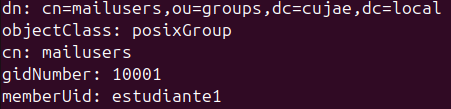 dn: cn=mailusers,ou=groups,dc=cujae,dc=local
objectClass: posixGroup
cn: mailusers
gidNumber: 10001
memberUid: estudiante1